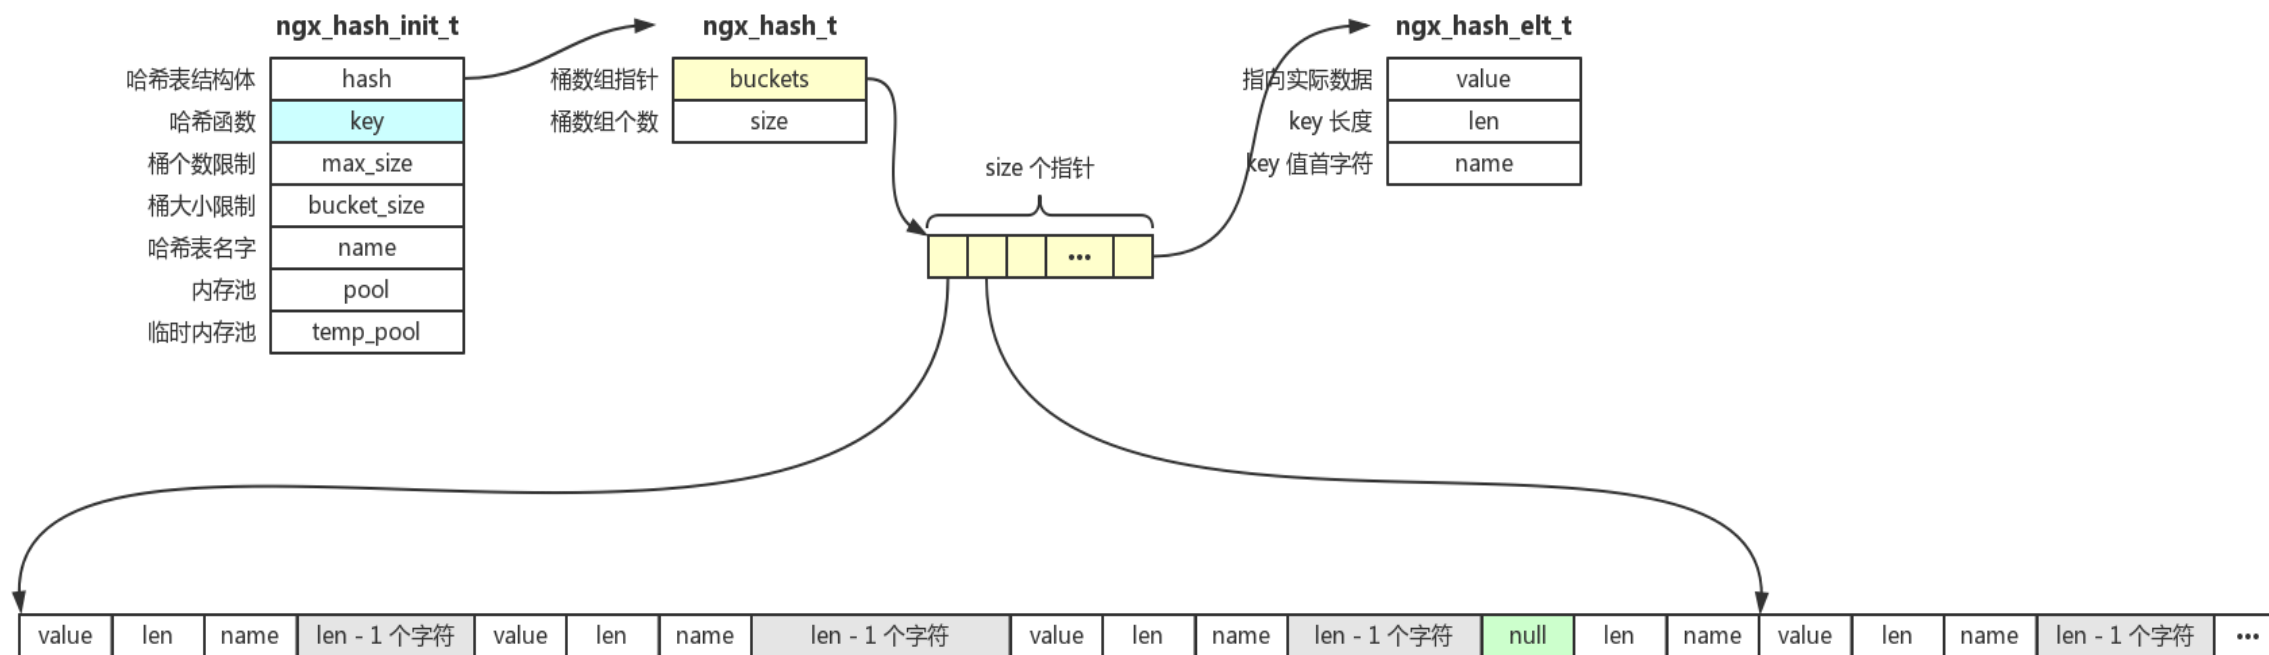 ngx_hash_init_t
哈希表结构体 hash
哈希函数 key
桶个数限制 max_size
桶大小限制 bucket_size
哈希表名字 name
内存池 pool
临时内存池 temp_pool
ngx_hash_t
桶数组指针 buckets
桶数组个数 size
size 个指针
•••
ngx_hash_elt_t
指向实际数据 value
key 长度 len
key 值首字符 name
value len name len - 1 个字符 value len name len - 1 个字符 value len name len - 1 个字符 null len name value len name len - 1 个字符 •••